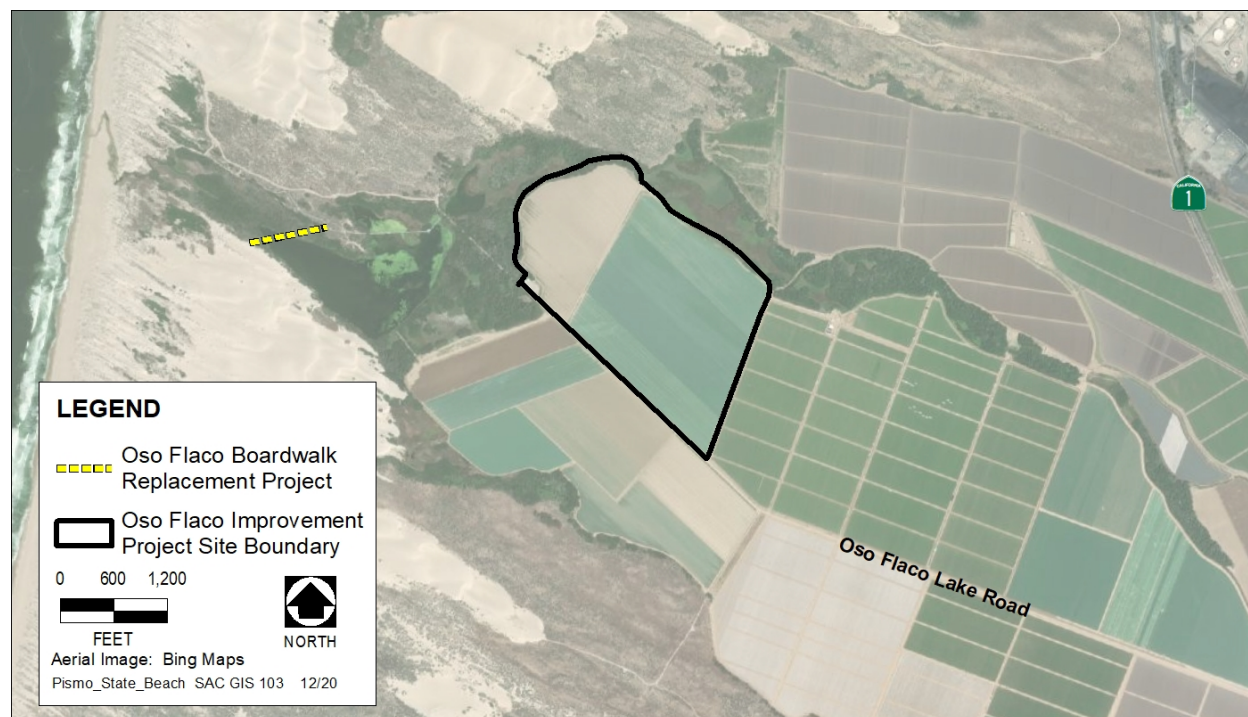 CALIFORNIA
1
LEGEND
Oso Flaco Boardwalk
Replacement Project
Oso Flaco Improvement
Project Site Boundary
0 600 1,200
FEET
NORTH
Aerial Image: Bing Maps
Pismo_State_Beach SAC GIS 103 12/20
Oso Flaco Lake Road